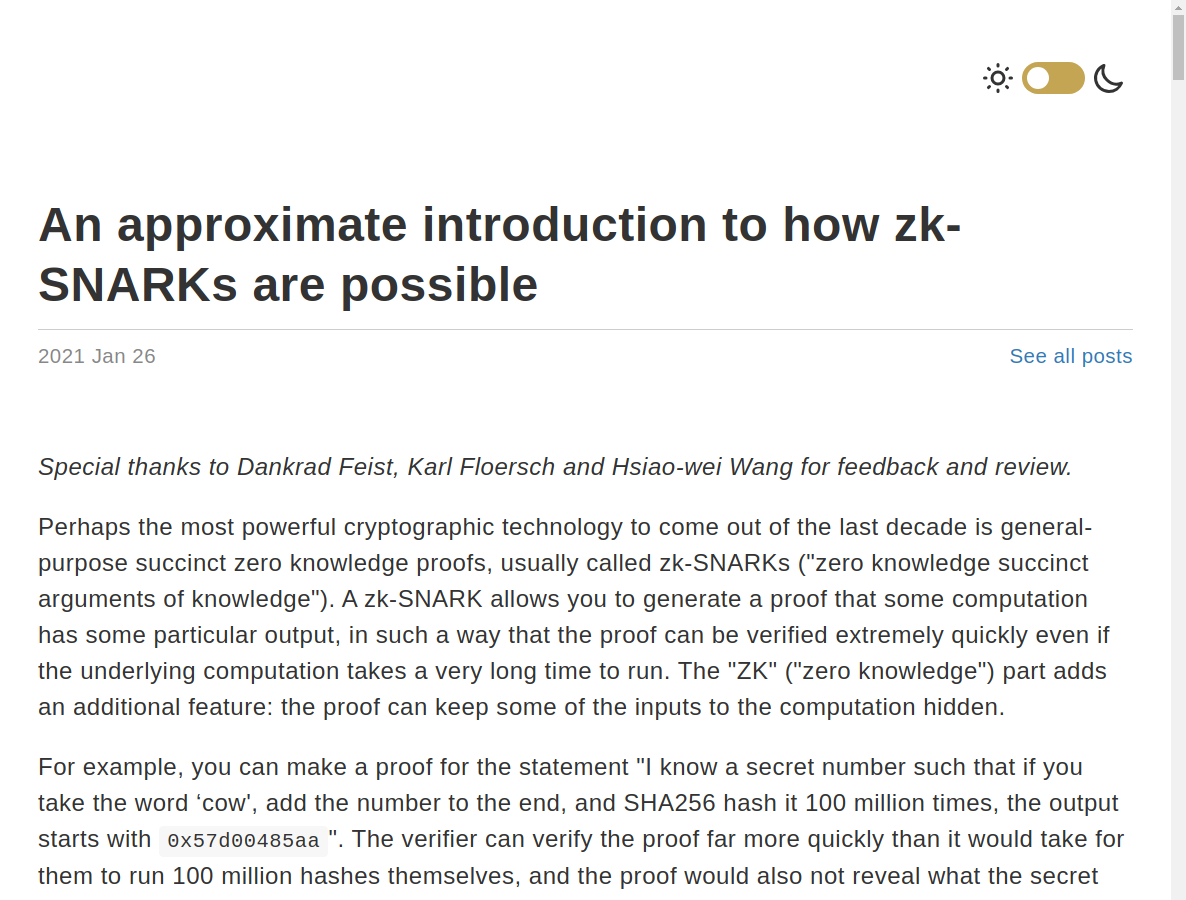 An approximate introduction to how zk-
SNARKs are possible
2021 Jan 26
See all posts
Special thanks to Dankrad Feist, Karl Floersch and Hsiao-wei Wang for feedback and review.
Perhaps the most powerful cryptographic technology to come out of the last decade is general-
purpose succinct zero knowledge proofs, usually called zk-SNARKs ("zero knowledge succinct
arguments of knowledge"). A zk-SNARK allows you to generate a proof that some computation
has some particular output, in such a way that the proof can be verified extremely quickly even if
the underlying computation takes a very long time to run. The "ZK" ("zero knowledge") part adds
an additional feature: the proof can keep some of the inputs to the computation hidden.
For example, you can make a proof for the statement "I know a secret number such that if you
take the word ‘cow', add the number to the end, and SHA256 hash it 100 million times, the output
starts with 0x57d00485aa ". The verifier can verify the proof far more quickly than it would take for
them to run 100 million hashes themselves, and the proof would also not reveal what the secret